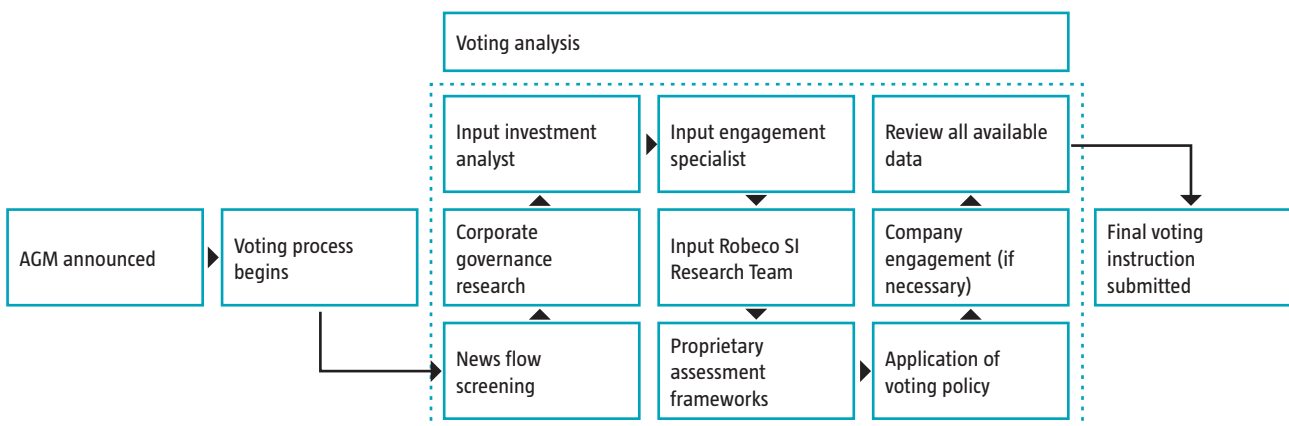 Voting analysis
Input investment
analyst
Input engagement
specialist
Review all available
data
AGM announced
Voting process
begins
Corporate
governance
research
Input Robeco SI
Research Team
Company
engagement (if
necessary)
Final voting
instruction
submitted
News flow
screening
Proprietary
assessment
frameworks
Application of
voting policy